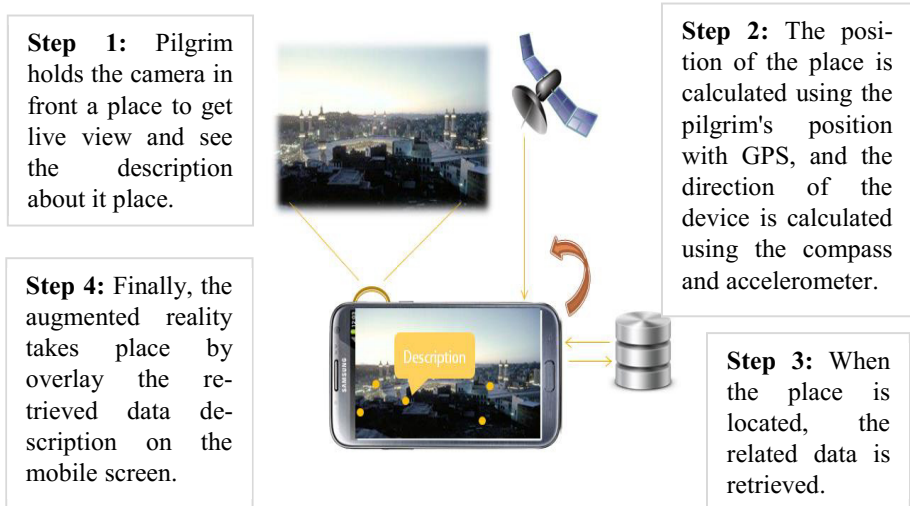 Step 1: Pilgrim
holds the camera in
front a place to get
live view and see
the description
about it place.
Step 2: The posi-
tion of the place is
calculated using the
pilgrim's position
with GPS, and the
direction of the
device is calculated
using the compass
and accelerometer.
Step 3: When
the place is
located, the
related data is
retrieved.
Step 4: Finally, the
augmented reality
takes place by
overlay the re-
trieved data de-
scription on the
mobile screen.
Description
SAMSUNG